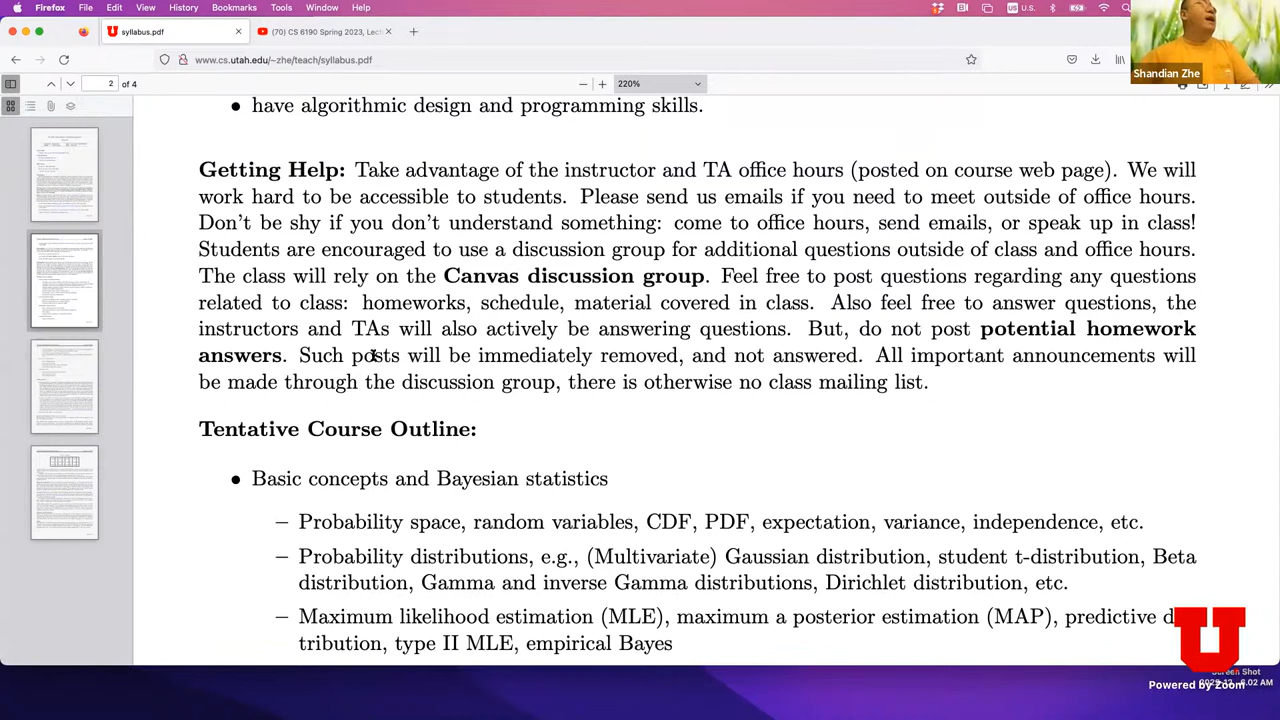 Firefox File Edit View History Bookmarks Tools Window Help U.S.
syllabus.pdf × (70) CS 6190 Spring 2023, Lec × +
www.cs.utah.edu/~zhe/teach/syllabus.pdf
2 of 4 220%
Shandian Zhe
• have algorithmic design and programming skills.
Getting Help. Take advantage of the instructor and TA office hours (posted on course web page). We will
work hard to be accessible to students. Please send us emails if you need to meet outside of office hours.
Don't be shy if you don't understand something: come to office hours, send emails, or speak up in class!
Students are encouraged to use a discussion group for additional questions outside of class and office hours.
The class will rely on the Canvas discussion group. Feel free to post questions regarding any questions
related to class: homeworks, schedule, material covered in class. Also feel free to answer questions, the
instructors and TAs will also actively be answering questions. But, do not post potential homework
answers. Such posts will be immediately removed, and not answered. All important announcements will
be made through the discussion group, there is otherwise no class mailing list.
Tentative Course Outline:
• Basic concepts and Bayesian statistics
– Probability space, random variables, CDF, PDF, expectation, variance, independence, etc.
– Probability distributions, e.g., (Multivariate) Gaussian distribution, student t-distribution, Beta
distribution, Gamma and inverse Gamma distributions, Dirichlet distribution, etc.
– Maximum likelihood estimation (MLE), maximum a posterior estimation (MAP), predictive
tribution, type II MLE, empirical Bayes
Screen Shot
Powered by Zoom